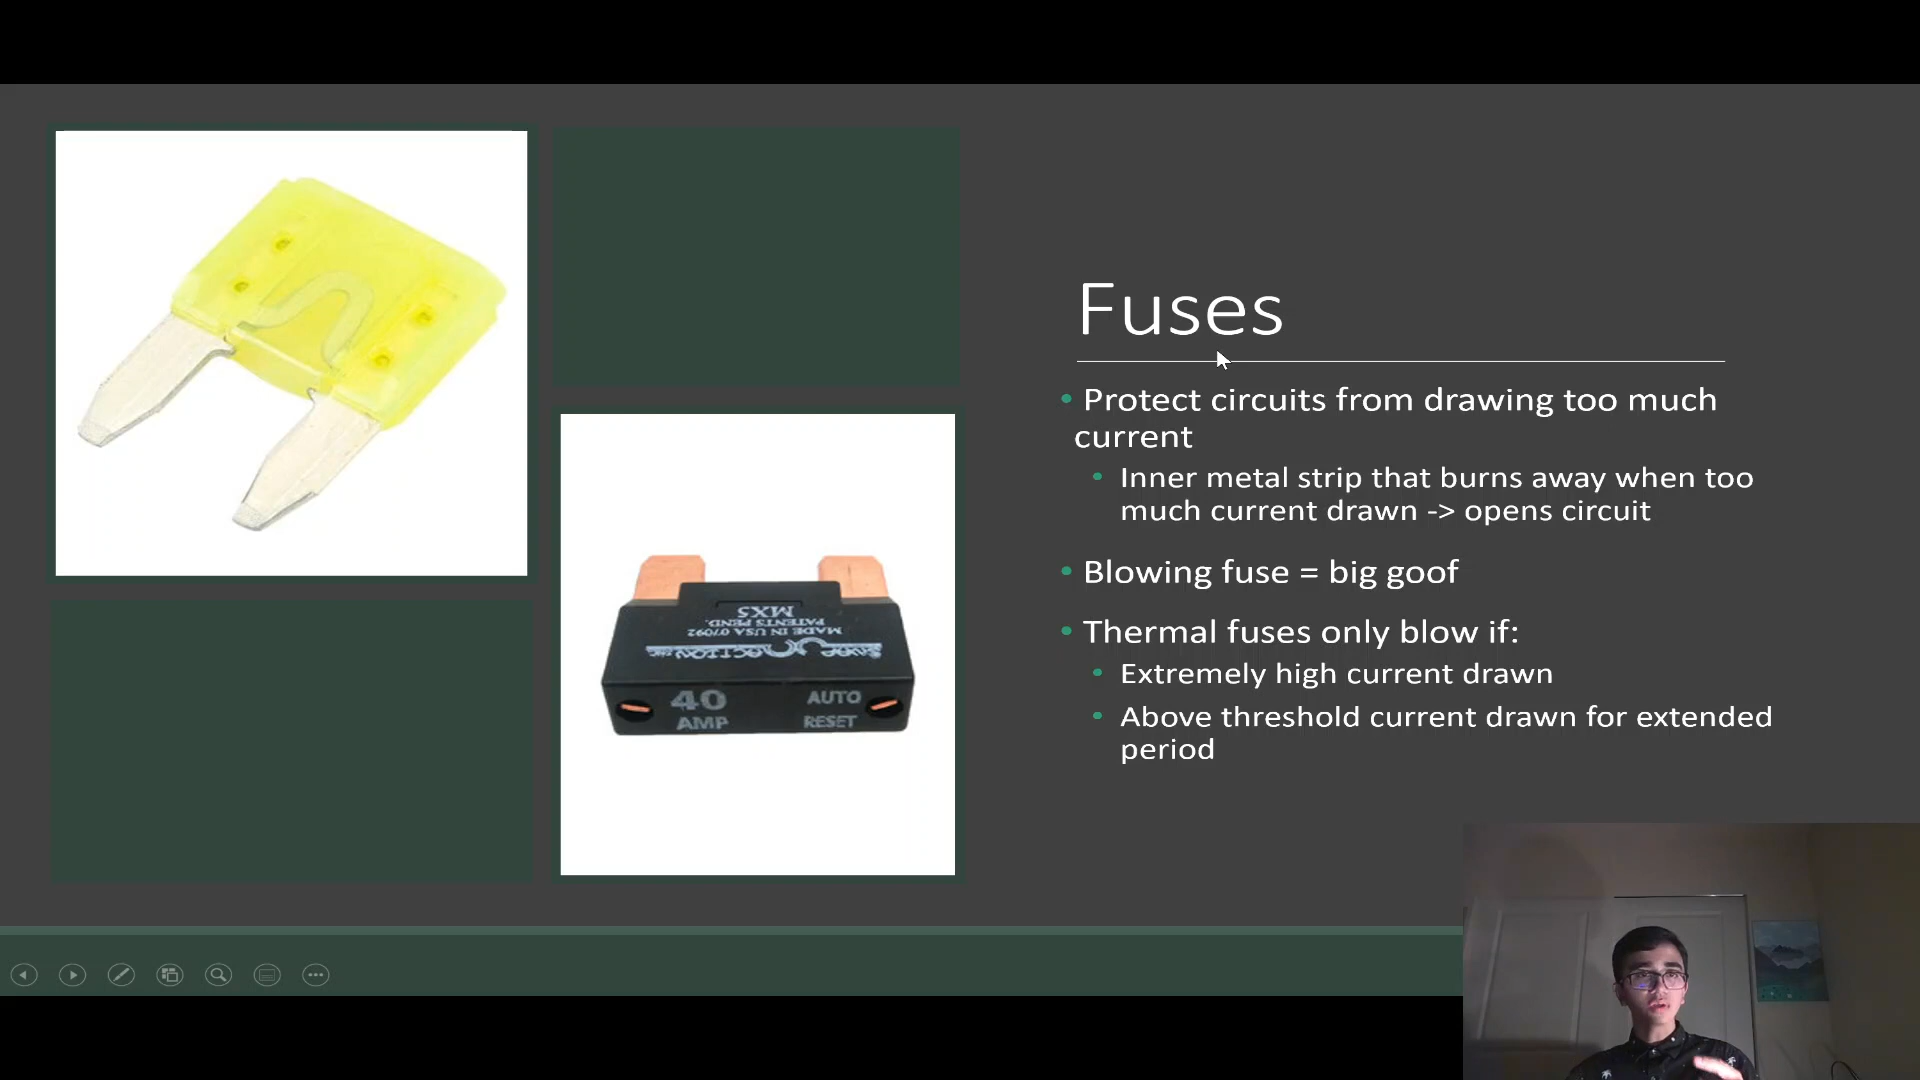 Fuses
• Protect circuits from drawing too much
current
• Inner metal strip that burns away when too
much current drawn -> opens circuit
• Blowing fuse = big goof
• Thermal fuses only blow if:
• Extremely high current drawn
• Above threshold current drawn for extended
period
MX5
PATENTS PEND.
MADE IN USA 07092
40
AMP
AUTO
RESET